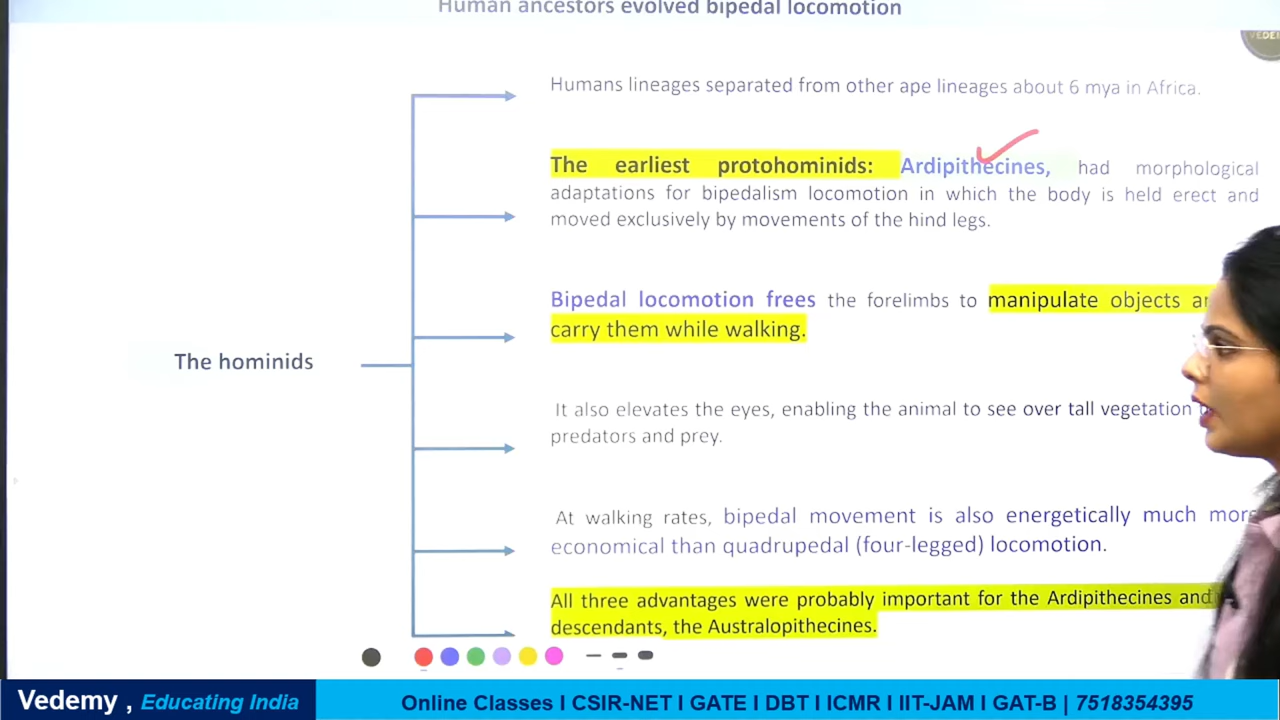 Human ancestors evolved bipedal locomotion
VEDE
Humans lineages separated from other ape lineages about 6 mya in Africa.
The earliest protohominids: Ardipithecines, had morphological
adaptations for bipedalism locomotion in which the body is held erect and
moved exclusively by movements of the hind legs.
Bipedal locomotion frees the forelimbs to manipulate objects
carry them while walking.
The hominids
It also elevates the eyes, enabling the animal to see over tall vegetation
predators and prey.
At walking rates, bipedal movement is also energetically much more
economical than quadrupedal (four-legged) locomotion.
All three advantages were probably important for the Ardipithecines and
descendants, the Australopithecines.
Vedemy , Educating India
Online Classes I CSIR-NET I GATE I DBT I ICMR I IIT-JAM I GAT-B | 7518354395